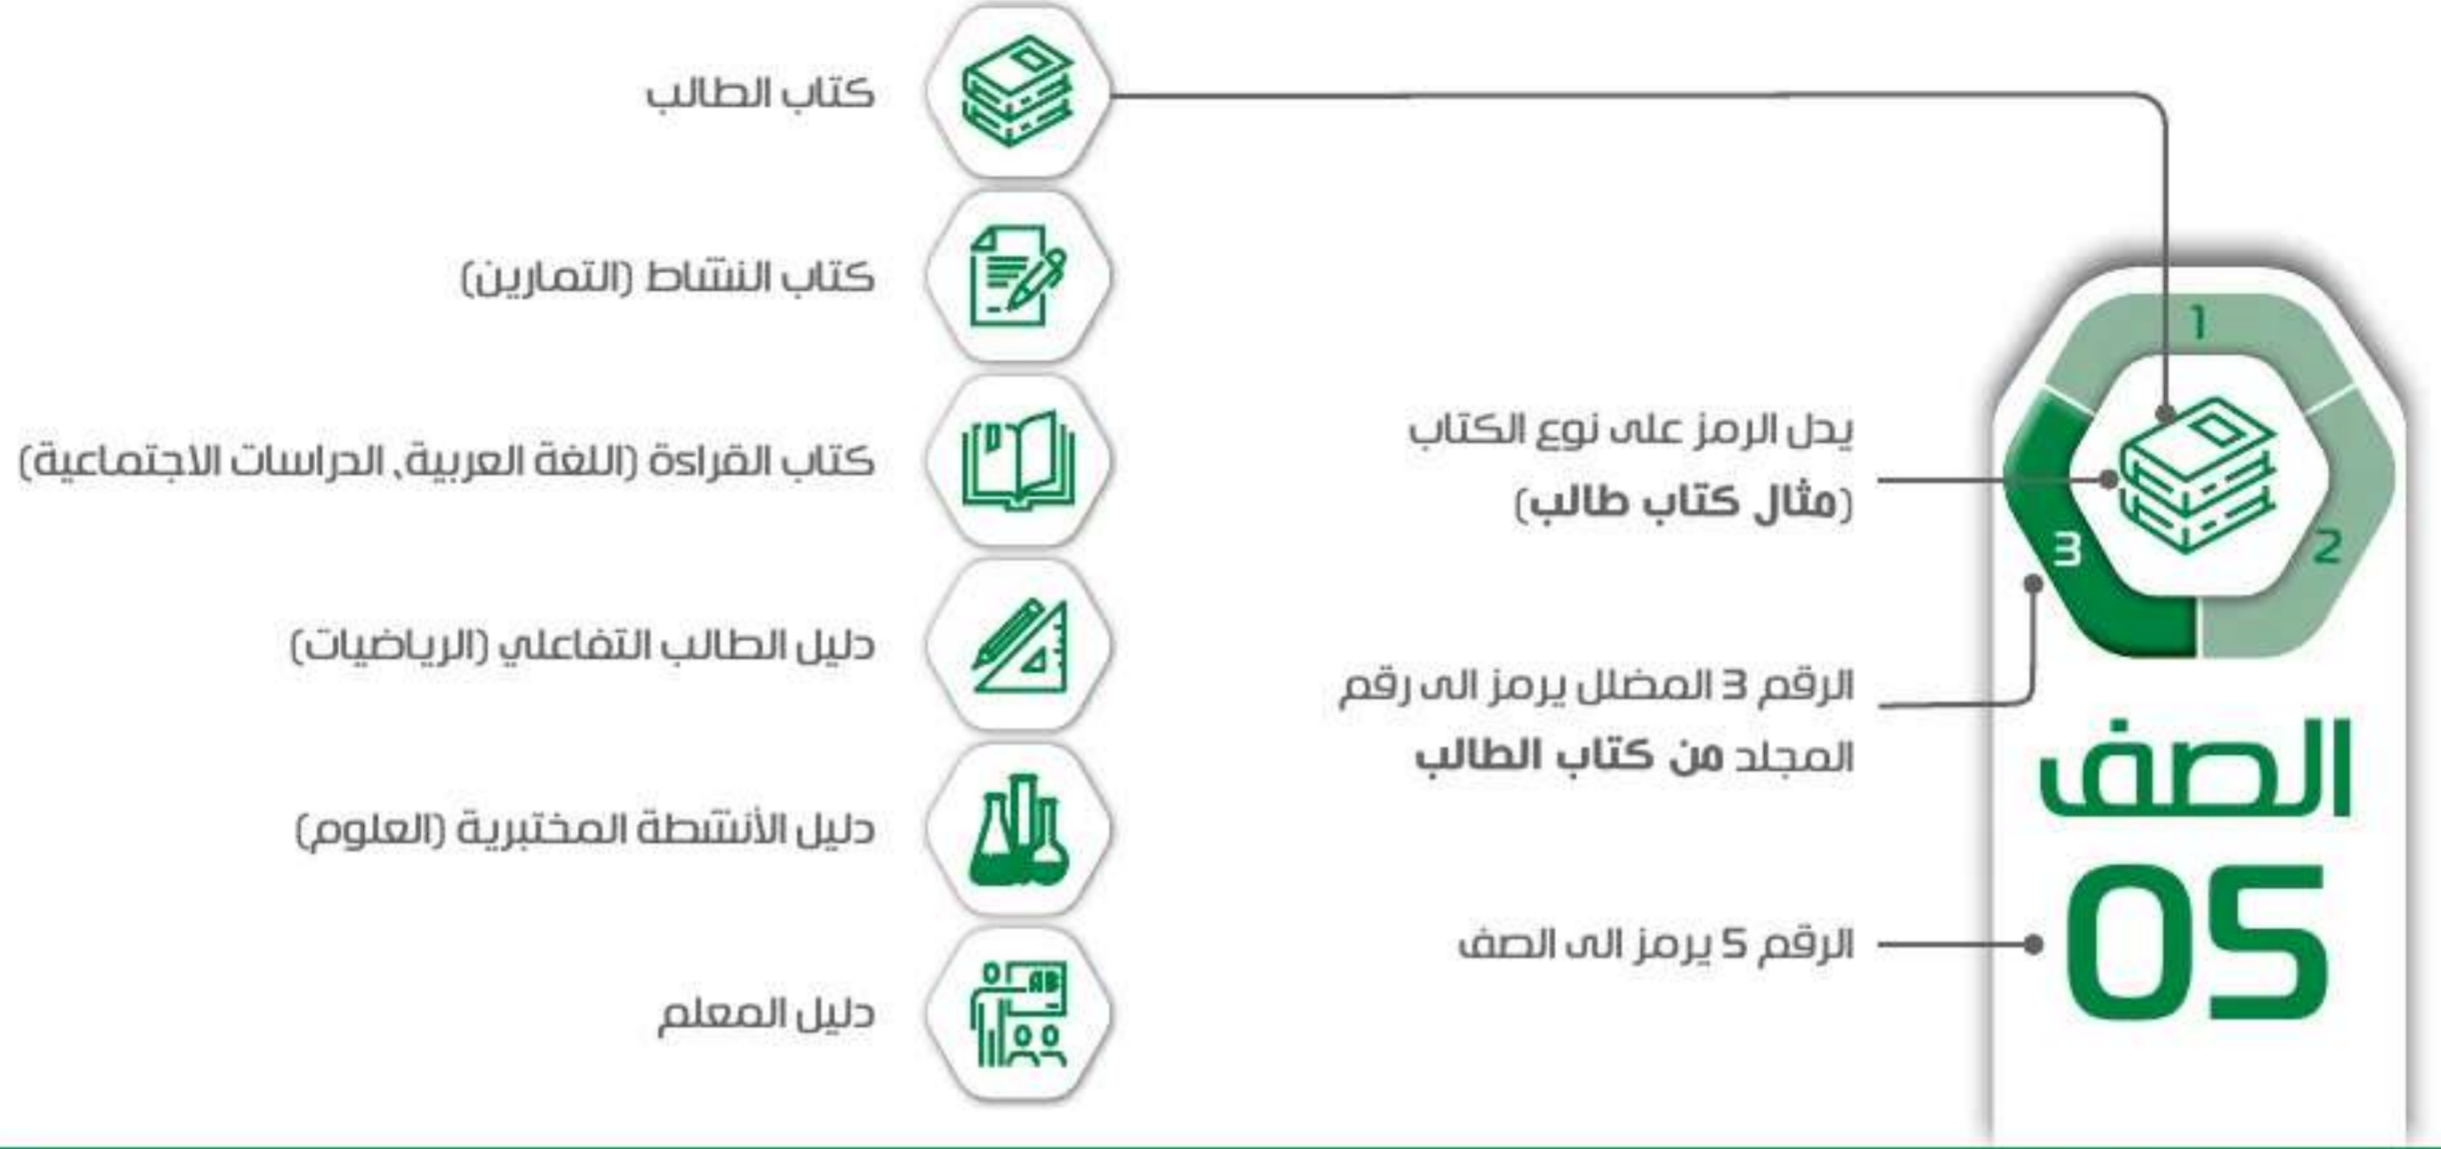 1
2
3
الصف
05
يدل الرمز على نوع الكتاب
(مثال كتاب طالب)
الرقم 3 المضلل يرمز الى رقم
المجلد من كتاب الطالب
الرقم 5 يرمز الى الصف
كتاب الطالب
كتاب النشاط (التمارين)
كتاب القراءة (اللغة العربية، الدراسات الاجتماعية)
دليل الطالب التفاعلي (الرياضيات)
دليل الأنشطة المختبرية (العلوم)
AB
دليل المعلم